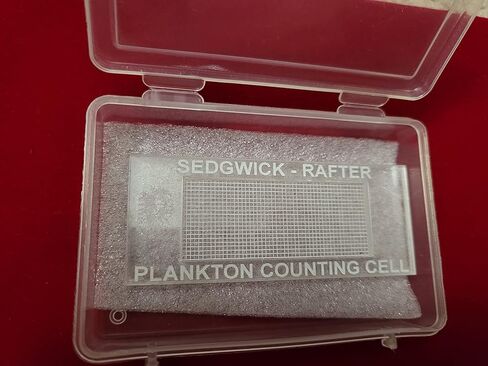 SEDGWICK - RAFTER
PLANKTON COUNTING CELL